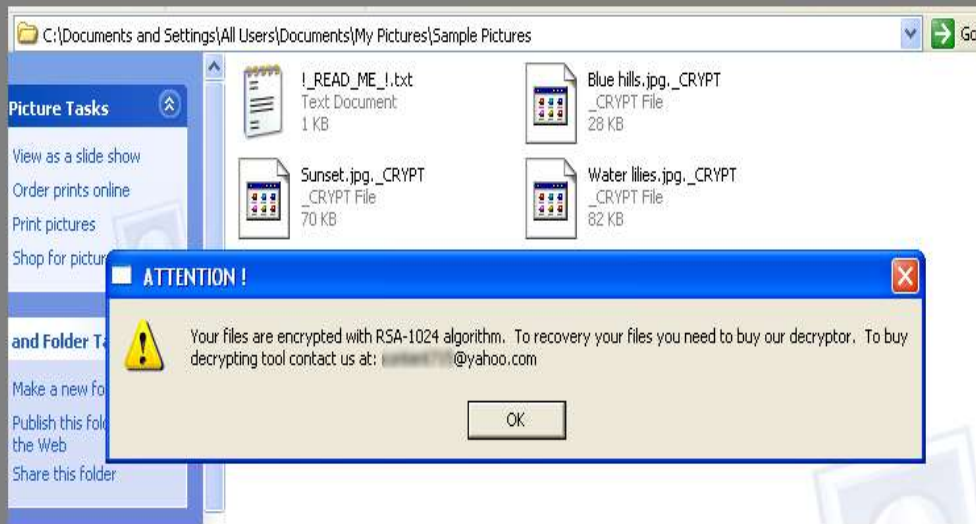 C:\Documents and Settings\All Users\Documents\My Pictures\Sample Pictures
Go
Picture Tasks
View as a slide show
Order prints online
Print pictures
Shop for pictur
and Folder Ta
Make a new fo
Publish this fold
the Web
Share this folder
!_READ_ME_!.txt
Text Document
1 KB
Blue hills.jpg._CRYPT
_CRYPT File
28 KB
Sunset.jpg._CRYPT
_CRYPT File
70 KB
Water lilies.jpg._CRYPT
_CRYPT File
82 KB
ATTENTION !
Your files are encrypted with RSA-1024 algorithm. To recovery your files you need to buy our decryptor. To buy
decrypting tool contact us at: @yahoo.com
OK